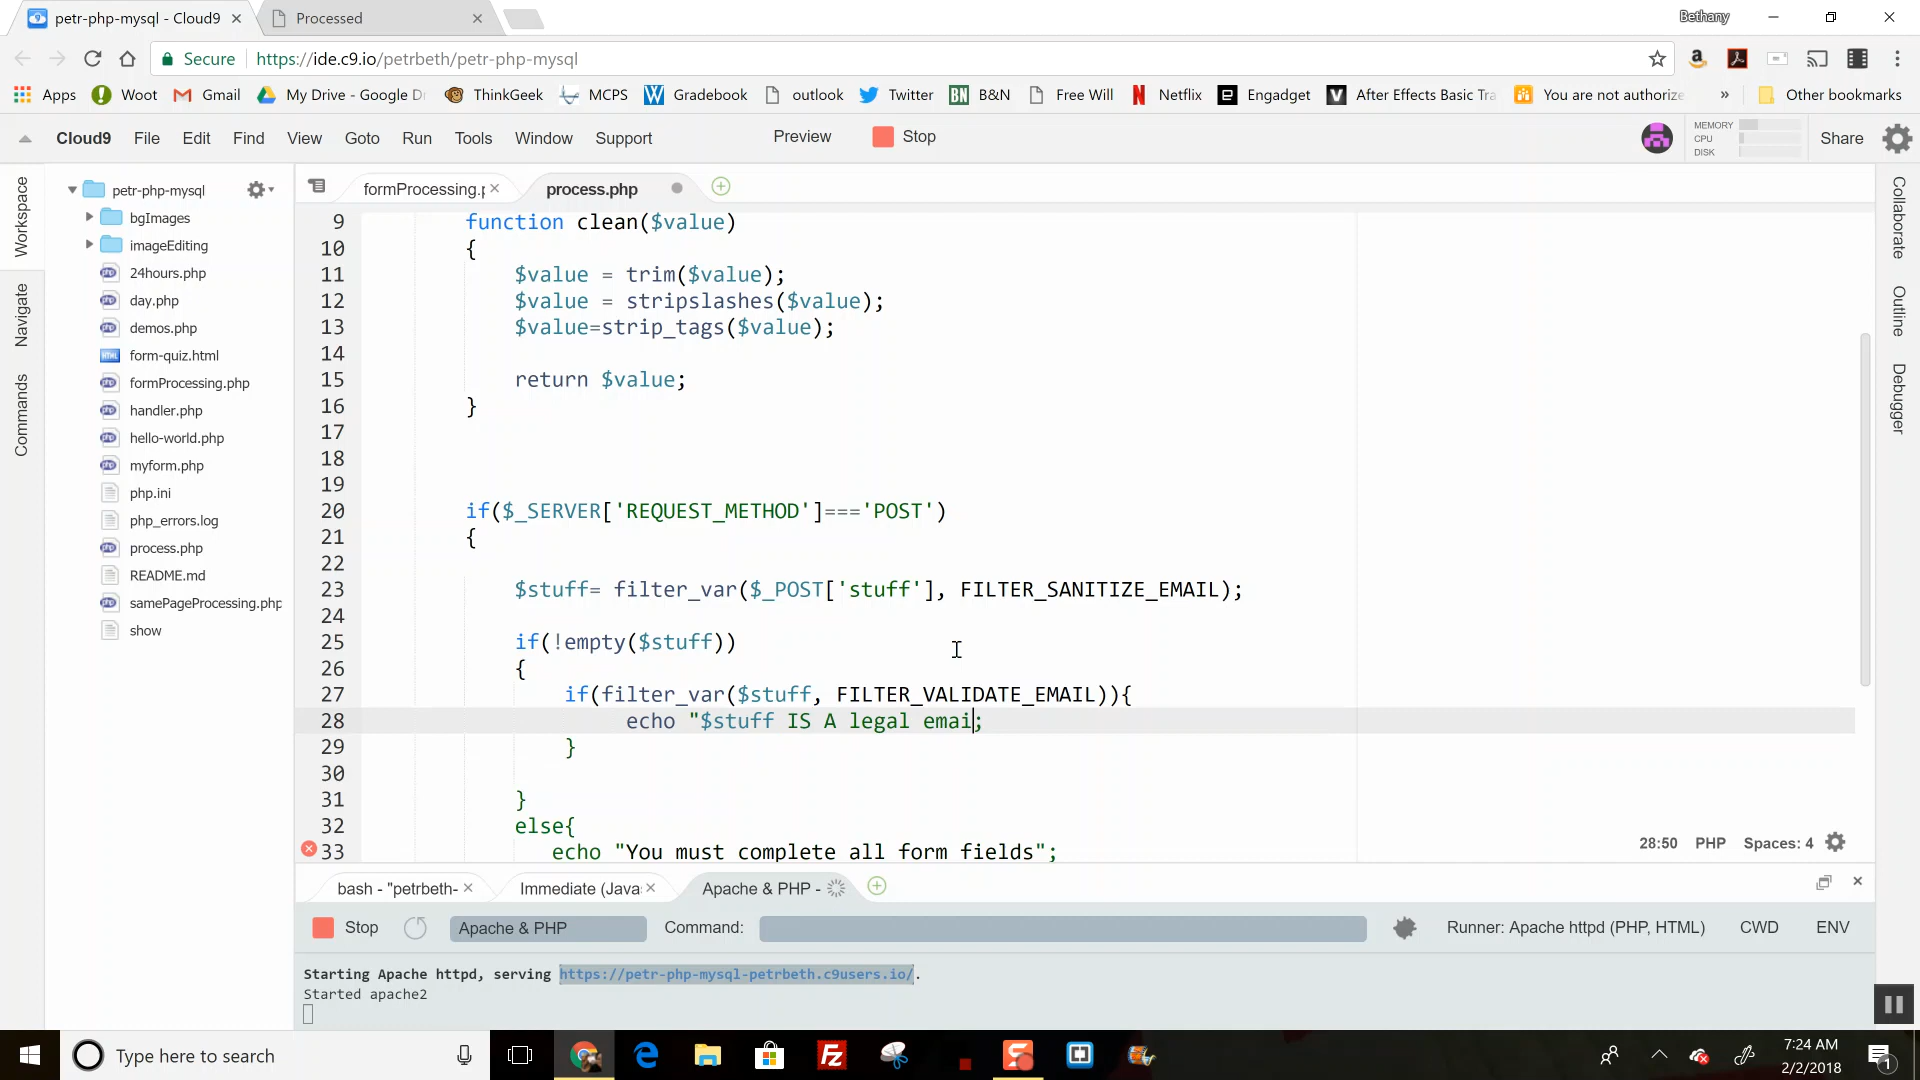 petr-php-mysql - Cloud9
Processed
Bethany
Secure https://ide.c9.io/petrbeth/petr-php-mysql
Apps Woot Gmail My Drive - Google D ThinkGeek MCPS Gradebook outlook Twitter B&N Free Will Netflix Engadget After Effects Basic Tra You are not authorize » Other bookmarks
Cloud9 File Edit Find View Goto Run Tools Window Support Preview Stop MEMORY CPU DISK Share
Workspace
Navigate
Commands
petr-php-mysql
bgImages
imageEditing
24hours.php
day.php
demos.php
form-quiz.html
formProcessing.php
handler.php
hello-world.php
myform.php
php.ini
php_errors.log
process.php
README.md
samePageProcessing.php
show
formProcessing.p
process.php
9 function clean($value)
10 {
11 $value = trim($value);
12 $value = stripslashes($value);
13 $value=strip_tags($value);
14
15 return $value;
16 }
17
18
19
20 if($_SERVER['REQUEST_METHOD']==='POST')
21 {
22
23 $stuff= filter_var($_POST['stuff'], FILTER_SANITIZE_EMAIL);
24
25 if(!empty($stuff))
26 {
27 if(filter_var($stuff, FILTER_VALIDATE_EMAIL)){
28 echo "$stuff IS A legal emai;
29 }
30
31 }
32 else{
33 echo "You must complete all form fields";
28:50 PHP Spaces: 4
Collaborate
Outline
Debugger
bash - "petrbeth- Immediate (Javas Apache & PHP -
Stop Apache & PHP Command: Runner: Apache httpd (PHP, HTML) CWD ENV
Starting Apache httpd, serving https://petr-php-mysql-petrbeth.c9users.io/.
Started apache2
Type here to search
7:24 AM
2/2/2018
1